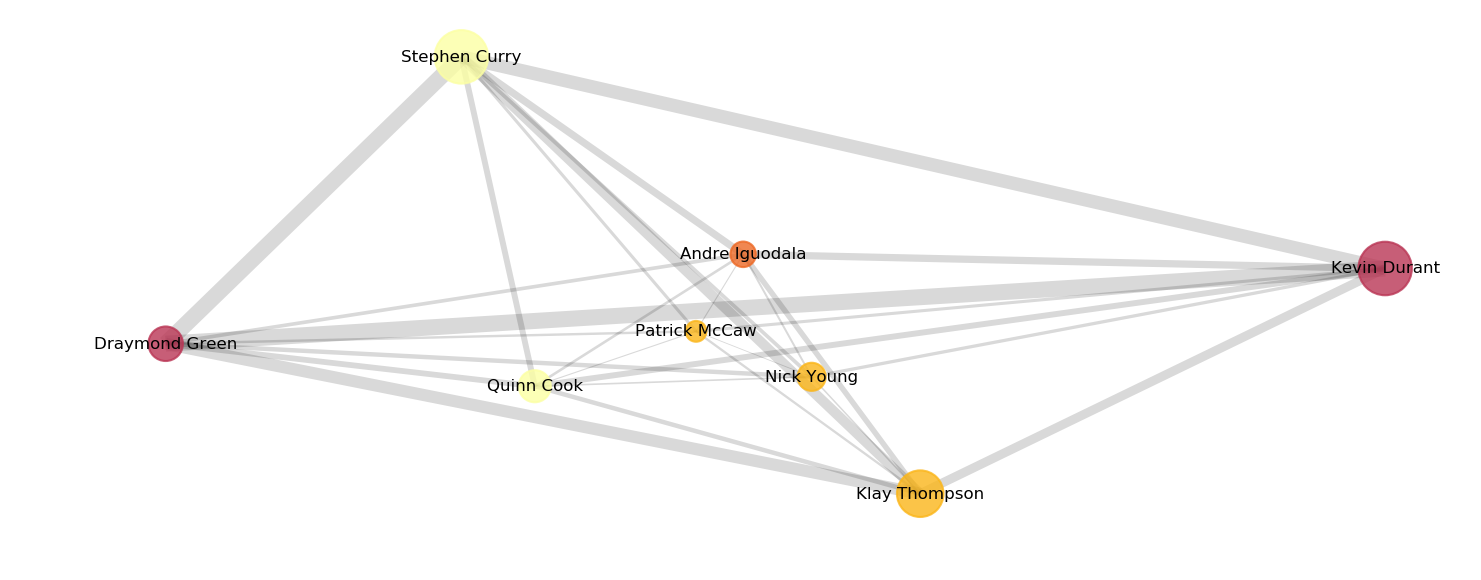 Stephen Curry
Andre Iguodala
Kevin Durant
Patrick McCaw
Draymond Green
Nick Young
Quinn Cook
Klay Thompson